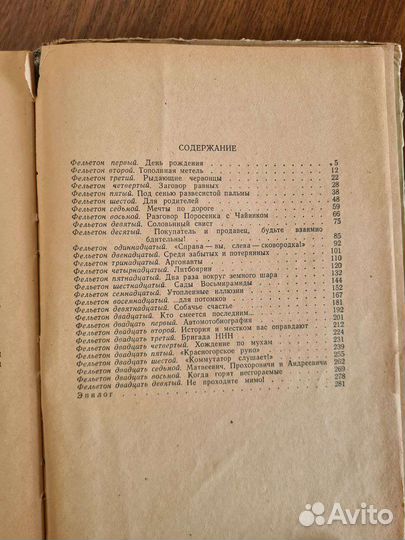 СОДЕРЖАНИЕ
Фельетон первый. День рождения . . . . 5
Фельетон второй. Тополиная метель . . . . 12
Фельетон третий. Рыдающие червонцы . . . . 22
Фельетон четвертый. Заговор равных . . . . 28
Фельетон пятый. Под сенью развесистой пальмы . . . . 38
Фельетон шестой. Для родителей . . . . 48
Фельетон седьмой. Мечты по дороге . . . . 59
Фельетон восьмой. Разговор Поросенка с Чайником . . 66
Фельетон девятый. Соловьиный свист . . . . 75
Фельетон десятый. Покупатель и продавец, будьте взаимно
бдительны! . . . . 85
Фельетон одиннадцатый. «Справа — вы, слева — сковородка!» 92
Фельетон двенадцатый. Среди забытых и потерянных . . 101
Фельетон тринадцатый. Аргонавты . . . . 110
Фельетон четырнадцатый. Литбоярин . . . . 120
Фельетон пятнадцатый. Два раза вокруг земного шара . . 132
Фельетон шестнадцатый. Сады Восьмирамиды . . . . 144
Фельетон семнадцатый. Утопленные иллюзии . . . . 152
Фельетон восемнадцатый. ...для потомков . . . . 167
Фельетон девятнадцатый. Собачье счастье . . . . 181
Фельетон двадцатый. Кто смеется последним... . . . . 192
Фельетон двадцать первый. Автомотобиография . . . . 201
Фельетон двадцать второй. История и местком вас оправдают 212
Фельетон двадцать третий. Бригада ННН . . . . 224
Фельетон двадцать четвертый. Хождение по мухам . . . . 231
Фельетон двадцать пятый. «Красногорское руно» . . . . 239
Фельетон двадцать шестой. «Коммутатор слушает!» . . . . 255
Фельетон двадцать седьмой. Матвеевич, Прохорович и Андреевич 262
Фельетон двадцать восьмой. Когда горят несгораемые . . 269
Фельетон двадцать девятый. Не проходите мимо! . . . . 278
Эпилог . . . . 281
Avito